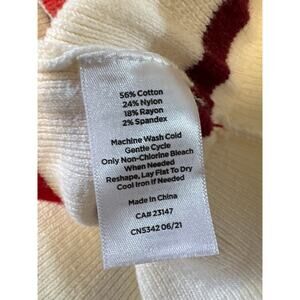 56% Cotton
24% Nylon
18% Rayon
2% Spandex
Machine Wash Cold
Gentle Cycle
Only Non-Chlorine Bleach
When Needed
Reshape, Lay Flat To Dry
Cool Iron If Needed
Made In China
CA# 23147
CN5342 06/21